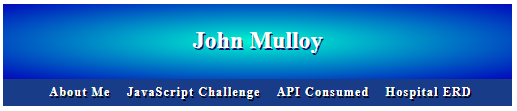 John Mulloy
About Me JavaScript Challenge API Consumed Hospital ERD